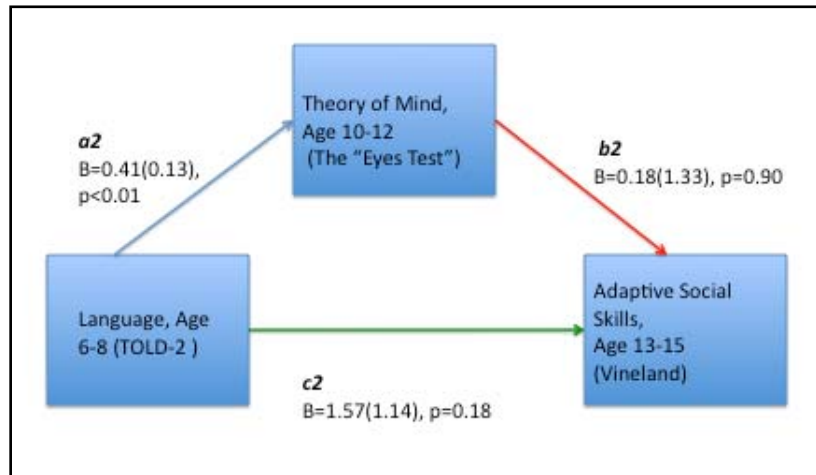 Theory of Mind,
Age 10-12
(The “Eyes Test”)
a2
B=0.41(0.13),
p<0.01
b2
B=0.18(1.33), p=0.90
Language, Age
6-8 (TOLD-2 )
Adaptive Social
Skills,
Age 13-15
(Vineland)
c2
B=1.57(1.14), p=0.18